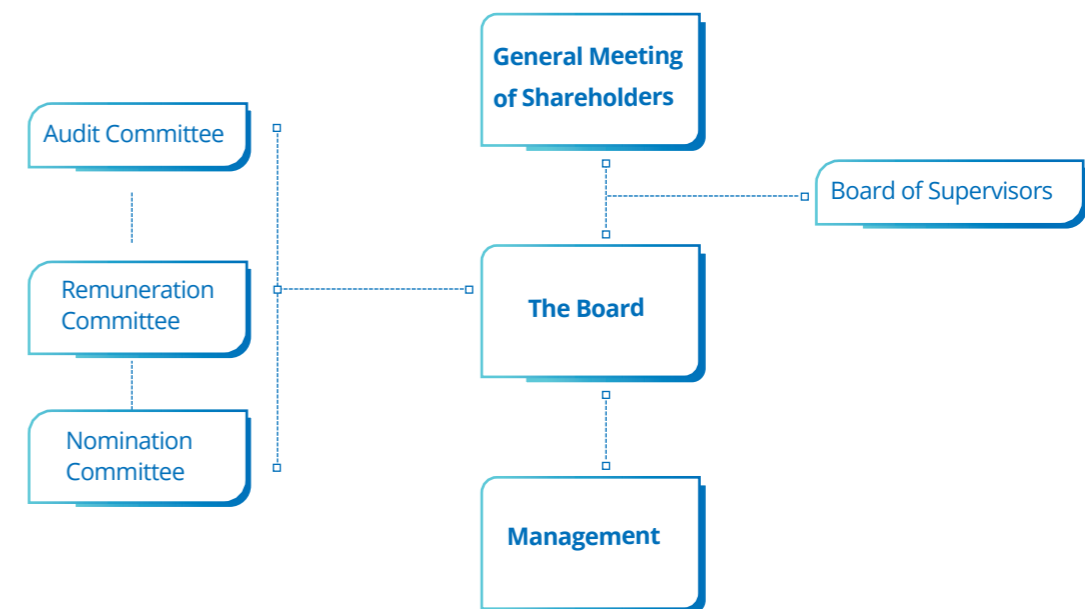 General Meeting
of Shareholders
Audit Committee
Board of Supervisors
Remuneration
Committee
The Board
Nomination
Committee
Management